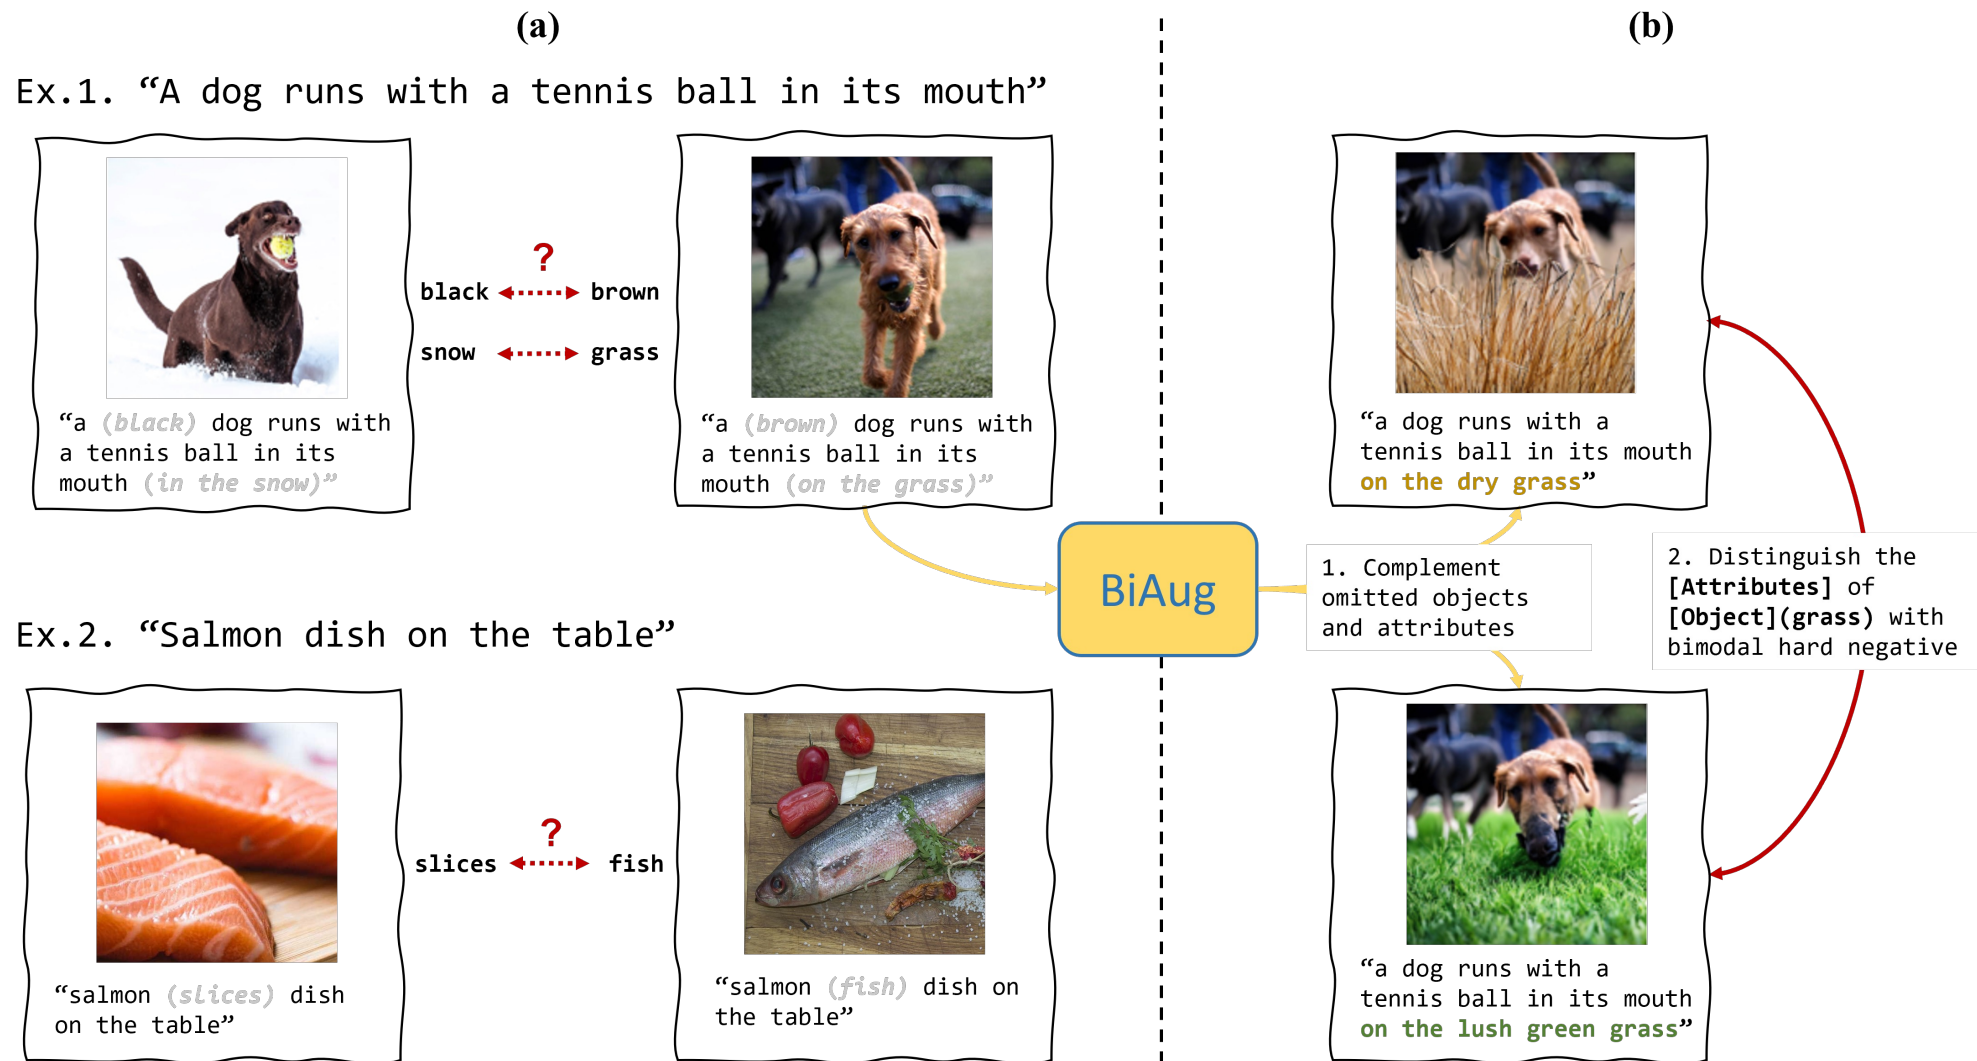 (a)
(b)
Ex.1. “A dog runs with a tennis ball in its mouth”
?
black
brown
snow
grass
“a (black) dog runs with
a tennis ball in its
mouth (in the snow)”
“a (brown) dog runs with
a tennis ball in its
mouth (on the grass)”
“a dog runs with a
tennis ball in its mouth
on the dry grass”
BiAug
1. Complement
omitted objects
and attributes
2. Distinguish the
[Attributes] of
[Object](grass) with
bimodal hard negative
Ex.2. “Salmon dish on the table”
?
slices
fish
“salmon (slices) dish
on the table”
“salmon (fish) dish on
the table”
“a dog runs with a
tennis ball in its mouth
on the lush green grass”